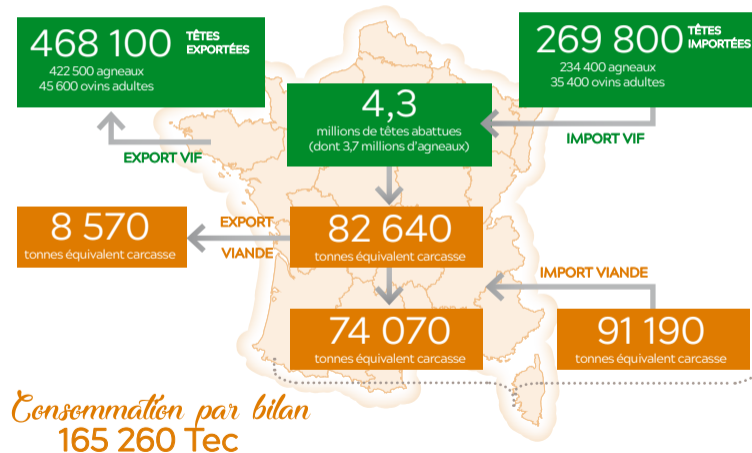 468 100 TÊTES EXPORTÉES
422 500 agneaux
45 600 ovins adultes
269 800 TÊTES IMPORTÉES
234 400 agneaux
35 400 ovins adultes
4,3
millions de têtes abattues
(dont 3,7 millions d'agneaux)
EXPORT VIF
IMPORT VIF
8 570
tonnes équivalent carcasse
EXPORT
VIANDE
82 640
tonnes équivalent carcasse
IMPORT VIANDE
74 070
tonnes équivalent carcasse
91 190
tonnes équivalent carcasse
Consommation par bilan
165 260 Tec